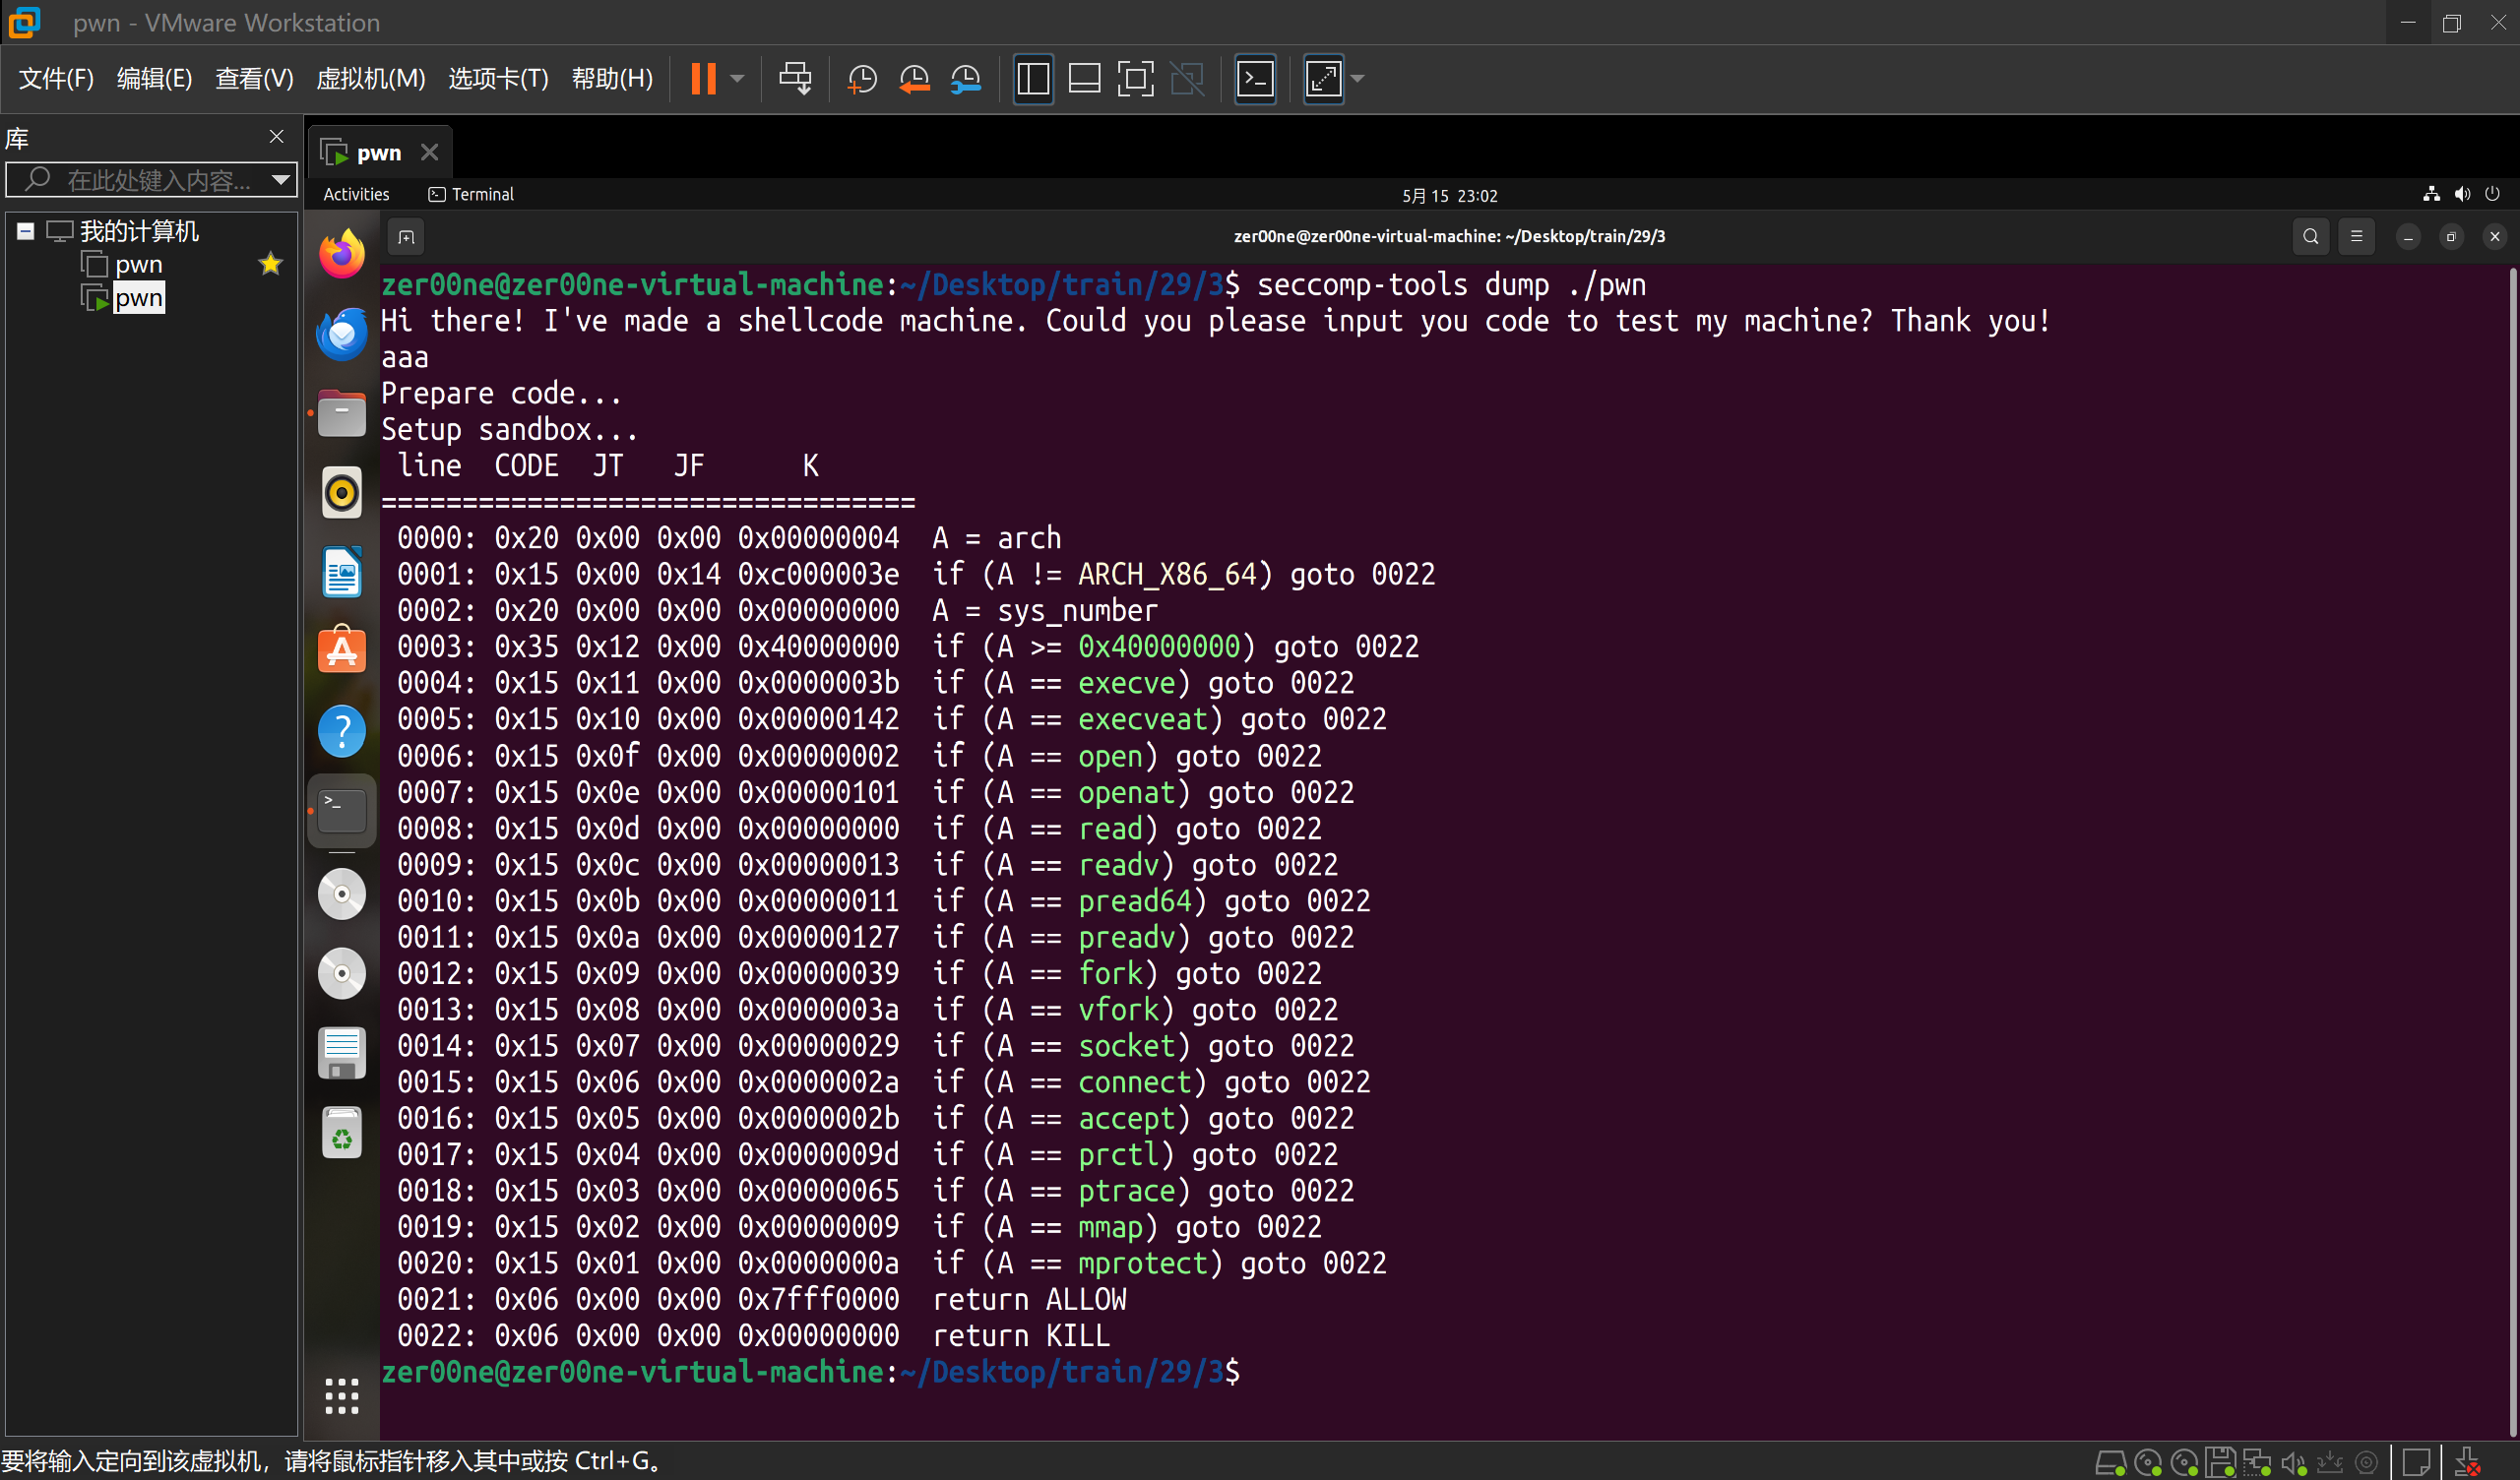 pwn - VMware Workstation
文件(F) 编辑(E) 查看(V) 虚拟机(M) 选项卡(T) 帮助(H)
库
在此处键入内容...
我的计算机
pwn
pwn
pwn
Activities Terminal 5月 15 23:02
zer00ne@zer00ne-virtual-machine: ~/Desktop/train/29/3
zer00ne@zer00ne-virtual-machine:~/Desktop/train/29/3$ seccomp-tools dump ./pwn
Hi there! I've made a shellcode machine. Could you please input you code to test my machine? Thank you!
aaa
Prepare code...
Setup sandbox...
line CODE JT JF K
=================================
0000: 0x20 0x00 0x00 0x00000004 A = arch
0001: 0x15 0x00 0x14 0xc000003e if (A != ARCH_X86_64) goto 0022
0002: 0x20 0x00 0x00 0x00000000 A = sys_number
0003: 0x35 0x12 0x00 0x40000000 if (A >= 0x40000000) goto 0022
0004: 0x15 0x11 0x00 0x0000003b if (A == execve) goto 0022
0005: 0x15 0x10 0x00 0x00000142 if (A == execveat) goto 0022
0006: 0x15 0x0f 0x00 0x00000002 if (A == open) goto 0022
0007: 0x15 0x0e 0x00 0x00000101 if (A == openat) goto 0022
0008: 0x15 0x0d 0x00 0x00000000 if (A == read) goto 0022
0009: 0x15 0x0c 0x00 0x00000013 if (A == readv) goto 0022
0010: 0x15 0x0b 0x00 0x00000011 if (A == pread64) goto 0022
0011: 0x15 0x0a 0x00 0x00000127 if (A == preadv) goto 0022
0012: 0x15 0x09 0x00 0x00000039 if (A == fork) goto 0022
0013: 0x15 0x08 0x00 0x0000003a if (A == vfork) goto 0022
0014: 0x15 0x07 0x00 0x00000029 if (A == socket) goto 0022
0015: 0x15 0x06 0x00 0x0000002a if (A == connect) goto 0022
0016: 0x15 0x05 0x00 0x0000002b if (A == accept) goto 0022
0017: 0x15 0x04 0x00 0x0000009d if (A == prctl) goto 0022
0018: 0x15 0x03 0x00 0x00000065 if (A == ptrace) goto 0022
0019: 0x15 0x02 0x00 0x00000009 if (A == mmap) goto 0022
0020: 0x15 0x01 0x00 0x0000000a if (A == mprotect) goto 0022
0021: 0x06 0x00 0x00 0x7fff0000 return ALLOW
0022: 0x06 0x00 0x00 0x00000000 return KILL
zer00ne@zer00ne-virtual-machine:~/Desktop/train/29/3$
要将输入定向到该虚拟机，请将鼠标指针移入其中或按 Ctrl+G。